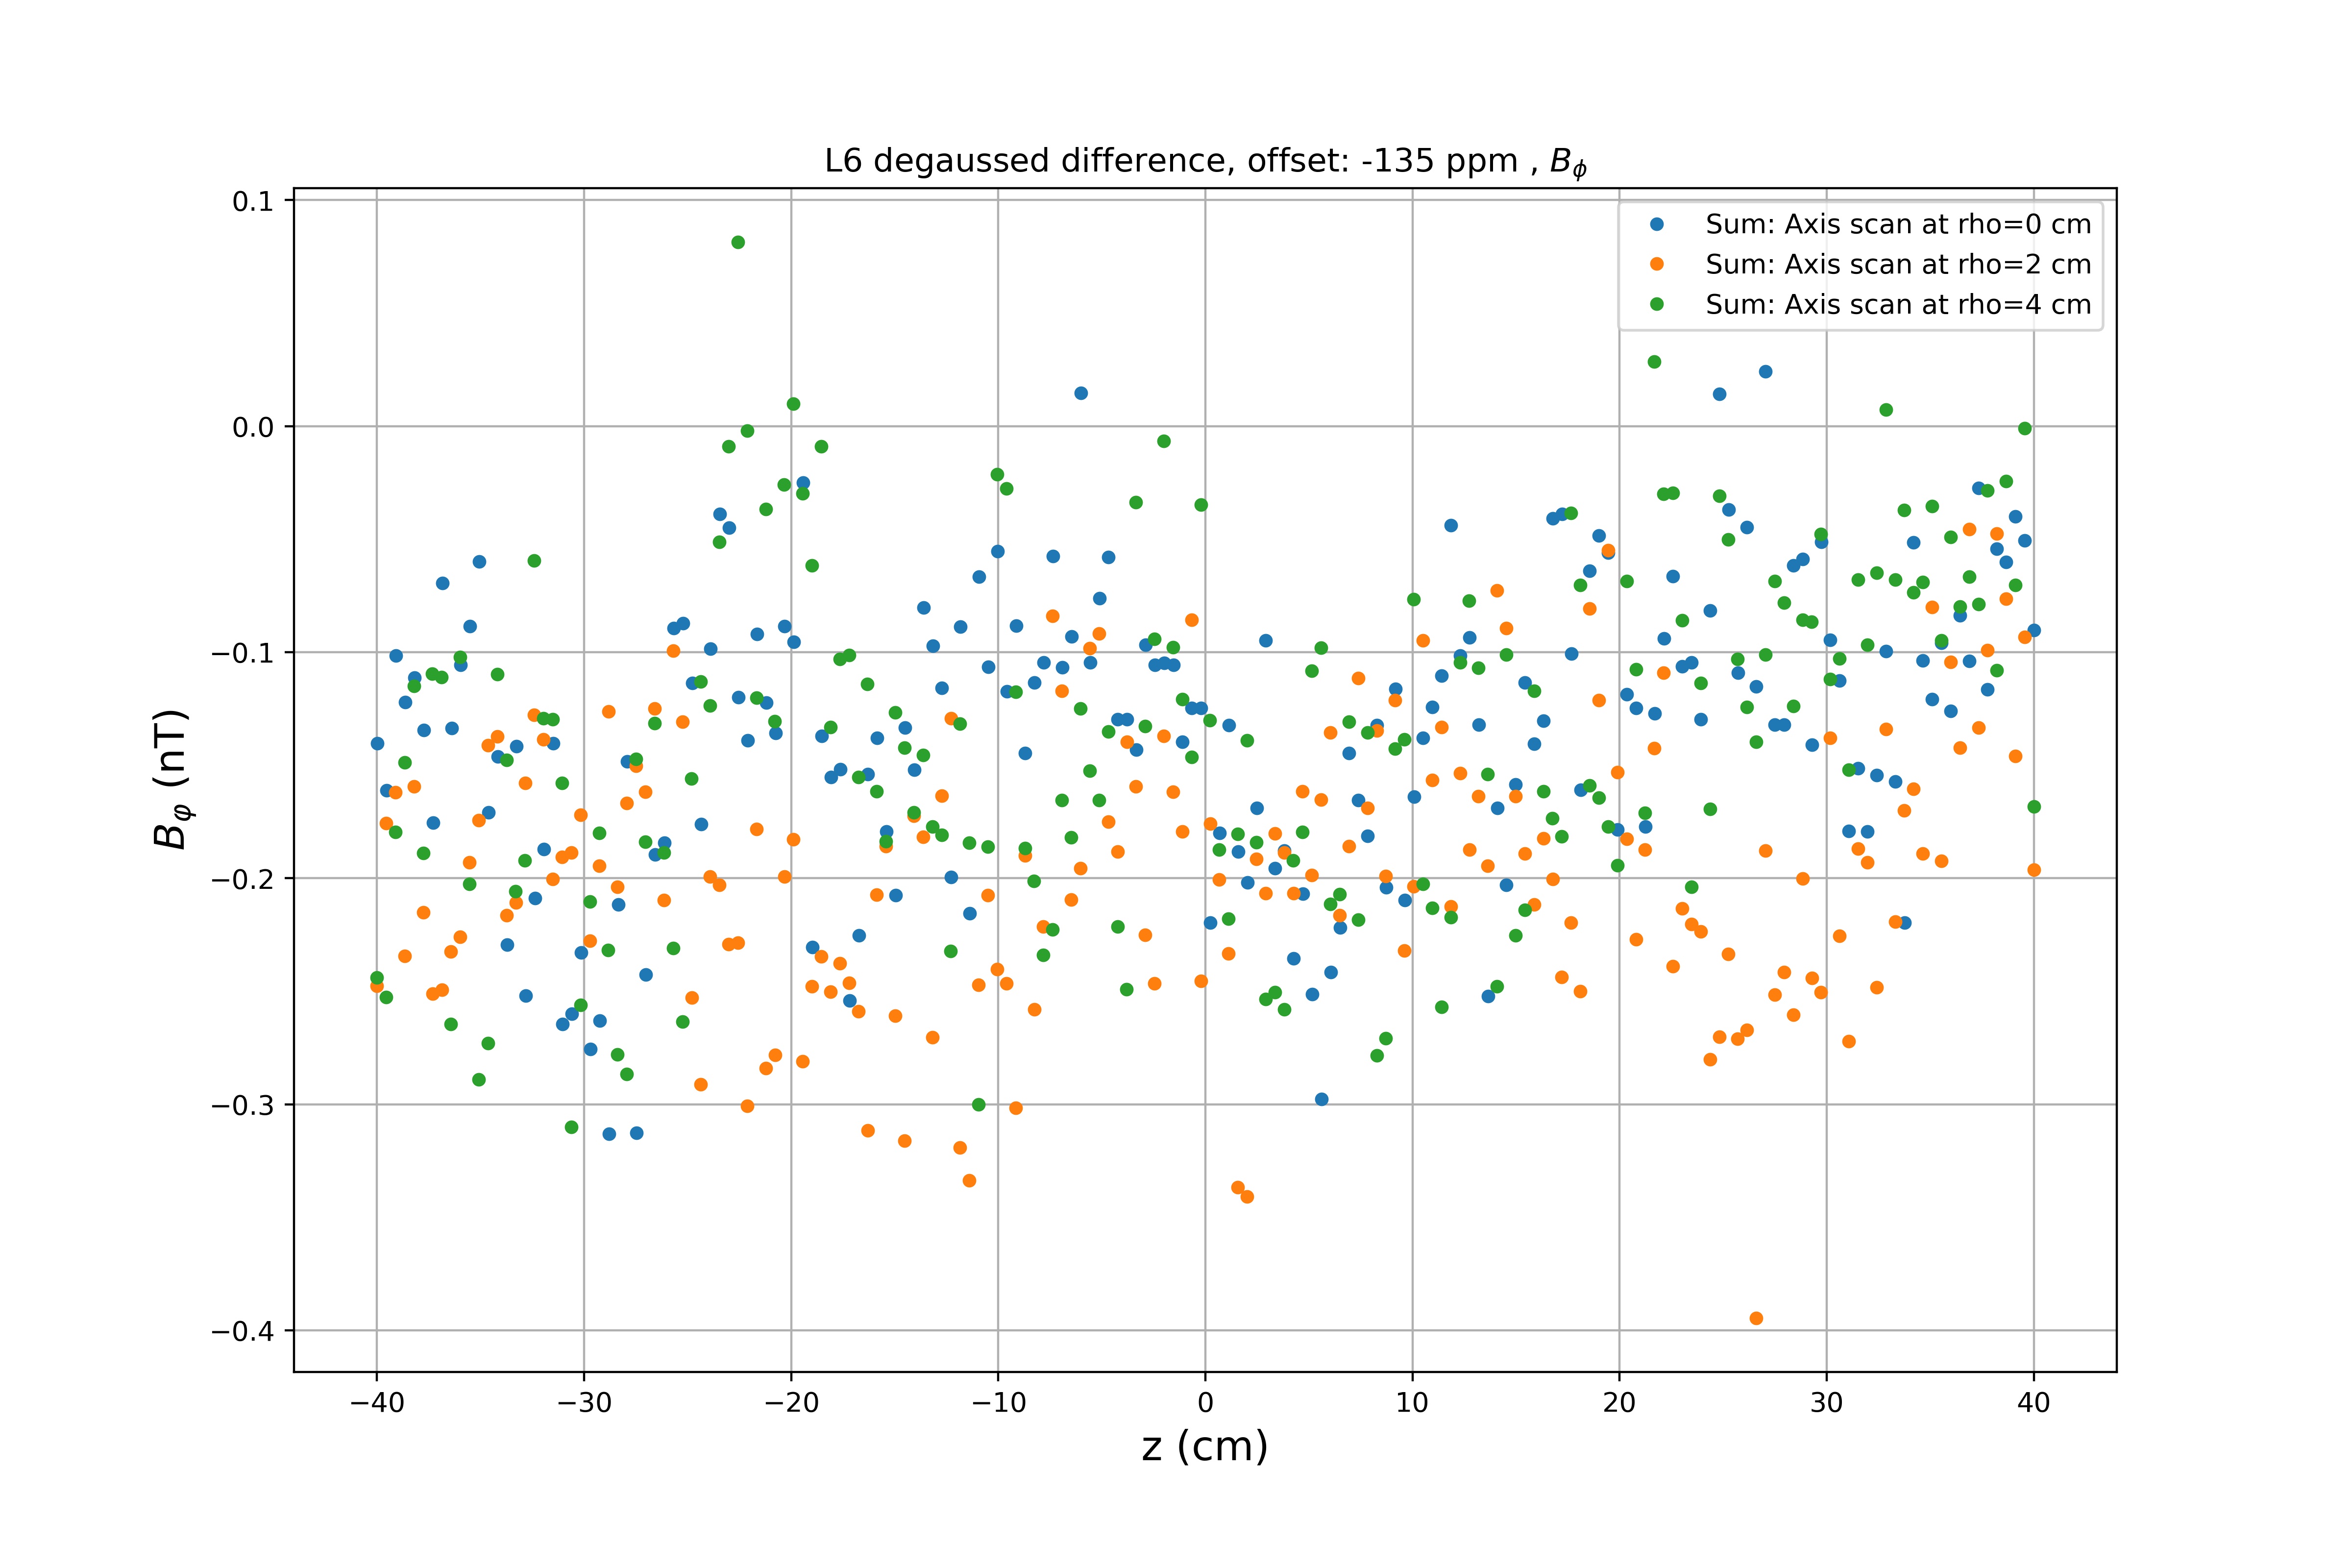 L6 degaussed difference, offset: -135 ppm , Bϕ
0.1
0.0
−0.1
−0.2
−0.3
−0.4
Bφ (nT)
Sum: Axis scan at rho=0 cm
Sum: Axis scan at rho=2 cm
Sum: Axis scan at rho=4 cm
−40 −30 −20 −10 0 10 20 30 40
z (cm)